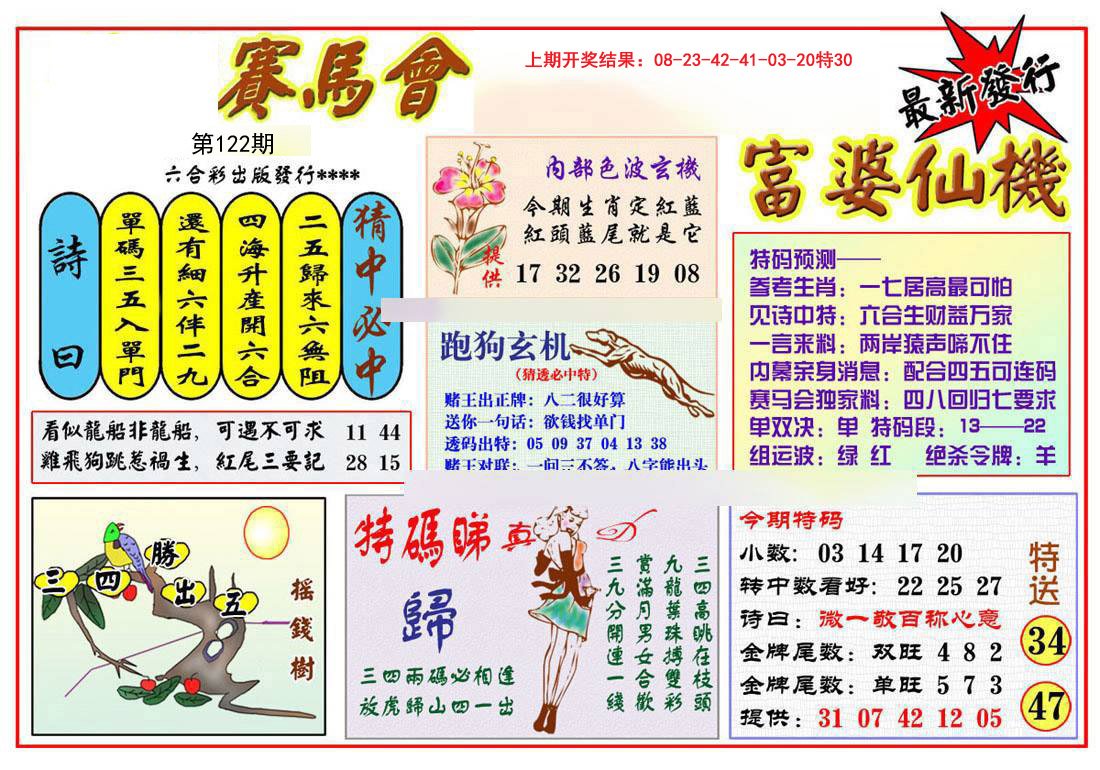 賽馬會
上期开奖结果：08-23-42-41-03-20特30
最新發行
第122期
六合彩出版發行****
詩曰
單碼三五入單門
還有細六伴二九
四海升産開六合
二五歸來六無阻
猜中必中
看似龍船非龍船，可遇不可求 11 44
雞飛狗跳惹禍生，紅尾三要記 28 15
內部色波玄機
今期生肖定紅藍
紅頭藍尾就是它
提供
17 32 26 19 08
跑狗玄机
（猜透必中特）
赌王出正牌：八二很好算
送你一句话：欲钱找单门
透码出特：05 09 37 04 13 38
赌王对联：一问三不答，八字能出头
富婆仙機
特码预测——
参考生肖：一七居高最可怕
见诗中特：六合生财益万家
一言来料：两岸猿声啼不住
内幕亲身消息：配合四五可连码
赛马会独家料：四八回归七要求
单双决：单 特码段：13——22
组运波：绿 红 绝杀令牌：羊
三四勝出五
摇錢樹
特碼睇真D
歸
三四兩碼必相逢
放虎歸山四一出
三四高眺在枝頭
九龍葉珠搏雙彩
賞滿月男女合歡
三九分開連一綫
今期特码
小数：03 14 17 20
转中数看好：22 25 27
诗曰：微一敬百称心意
金牌尾数：双旺 4 8 2
金牌尾数：单旺 5 7 3
提供：31 07 42 12 05
特送
34
47